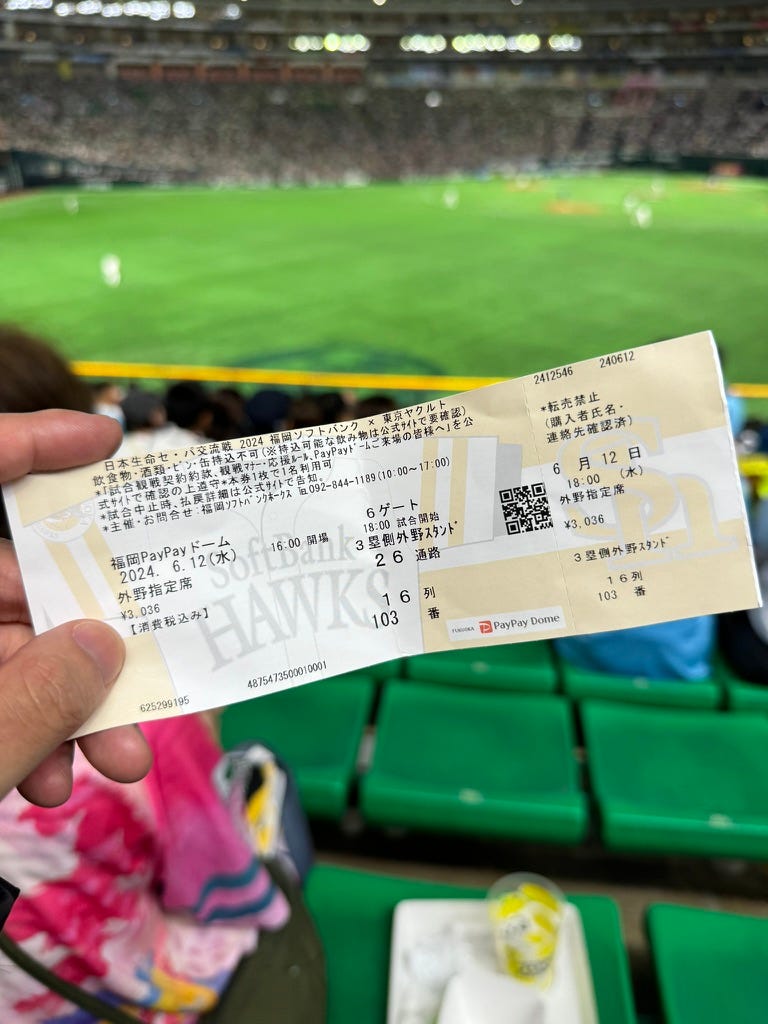 日本生命セ・パ交流戦 2024 福岡ソフトバンク × 東京ヤクルト
飲食物・酒類・ビン・缶持込不可(※持込可能な飲み物は公式サイトで要確認)
*「試合観戦契約約款、観戦マナー・応援ルール、PayPayドームご来場の皆様へ」を公
式サイトで確認の上遵守*本券1枚で1名利用可
*試合中止時、払戻詳細は公式サイトで告知。
*主催・お問合せ:福岡ソフトバンクホークス ℡092-844-1189(10:00~17:00)
6ゲート
福岡PayPayドーム 16:00 開場 18:00 試合開始
2024. 6.12(水) 3塁側外野スタンド
外野指定席 26 通路
¥3,036 16 列
【消費税込み】 103 番
SoftBank
HAWKS
625299195 4875473500010001
FUKUOKA PayPay Dome
2412546 240612
*転売禁止
(購入者氏名・
連絡先確認済)
6 月 12 日
18:00 (水)
外野指定席
¥3,036
3塁側外野スタンド
16列
103 番